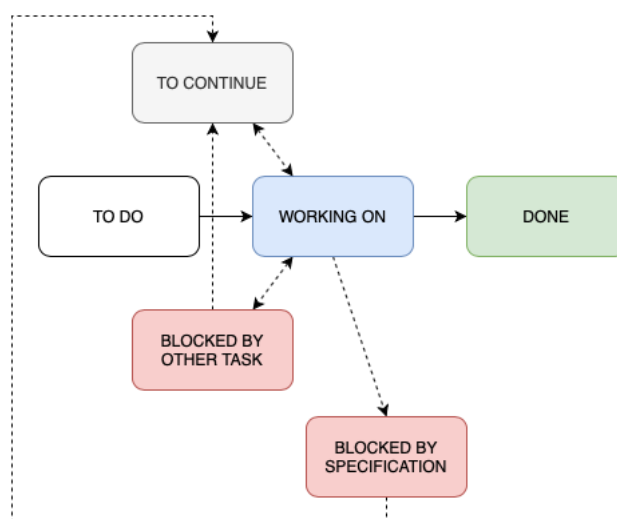 TO CONTINUE
TO DO
WORKING ON
DONE
BLOCKED BY
OTHER TASK
BLOCKED BY
SPECIFICATION